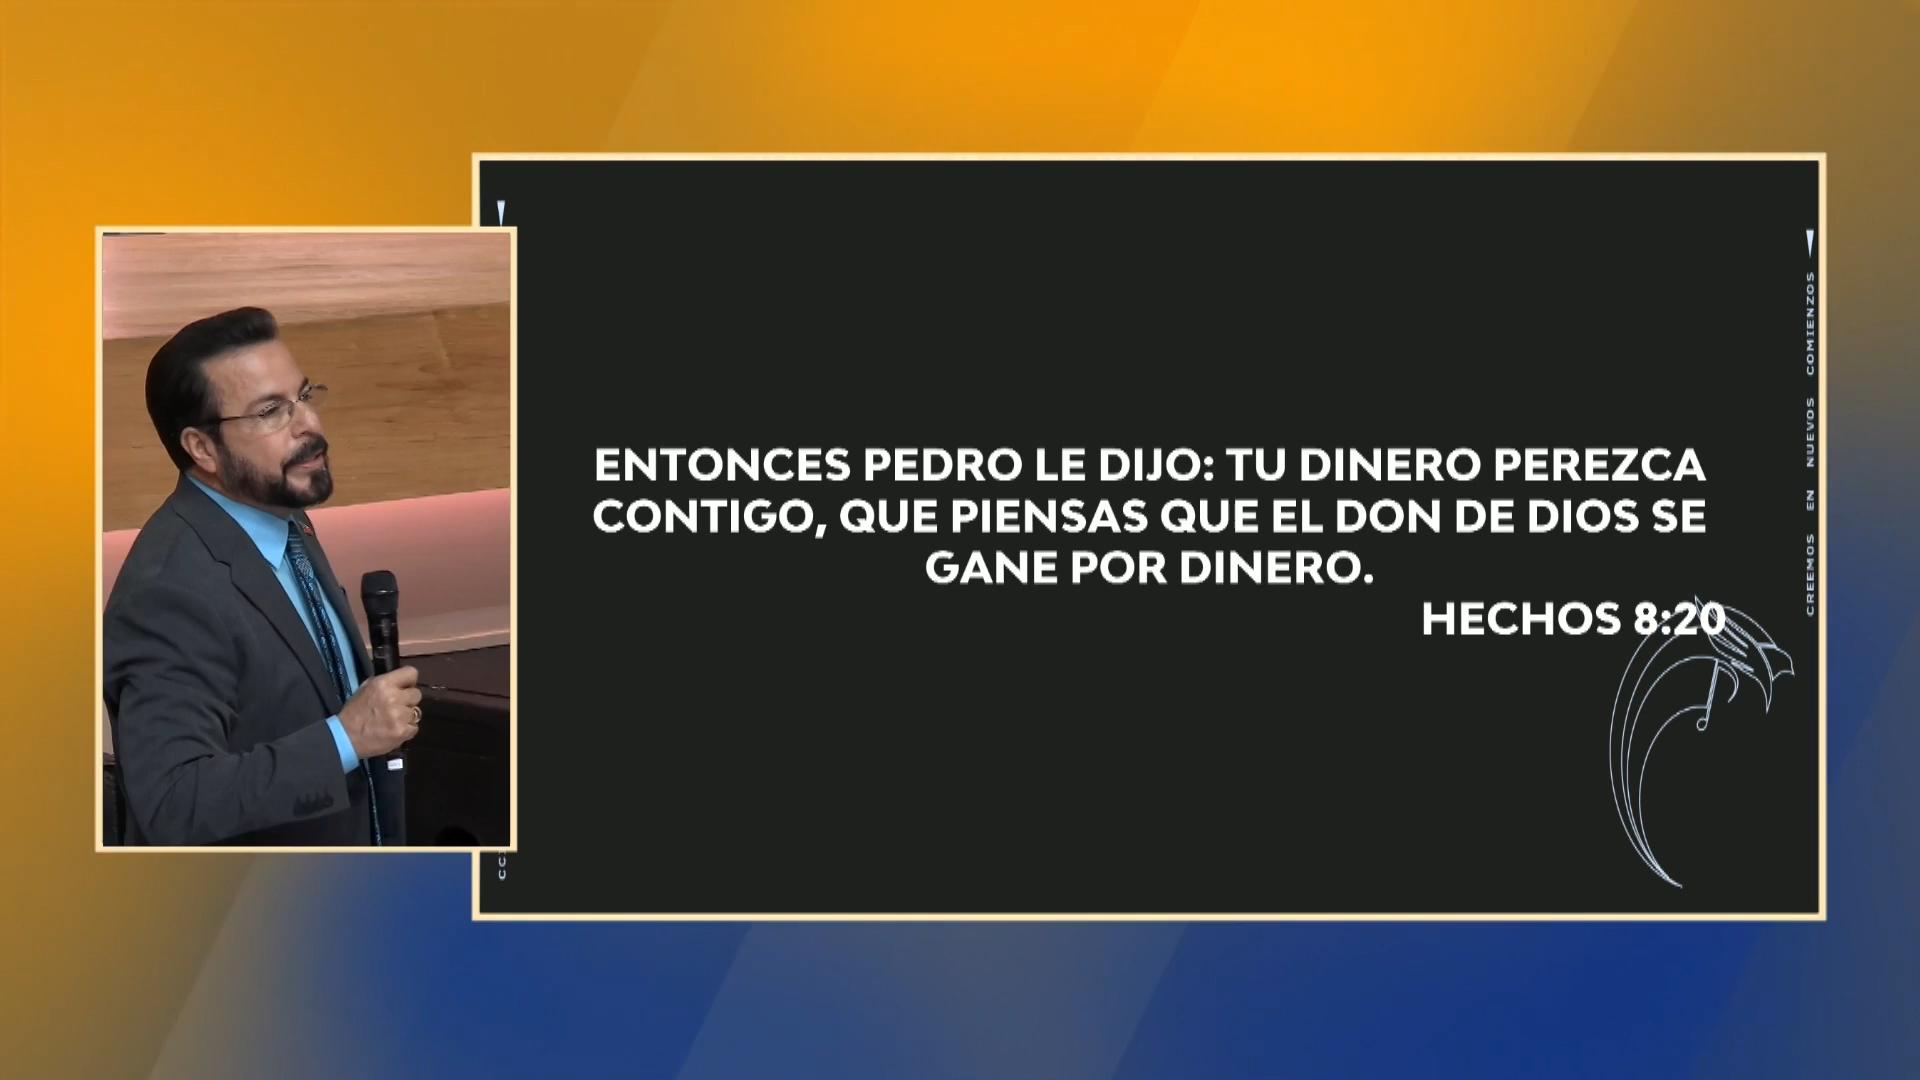 ENTONCES PEDRO LE DIJO: TU DINERO PEREZCA
CONTIGO, QUE PIENSAS QUE EL DON DE DIOS SE
GANE POR DINERO.
HECHOS 8:20
CREEMOS EN NUEVOS COMIENZOS